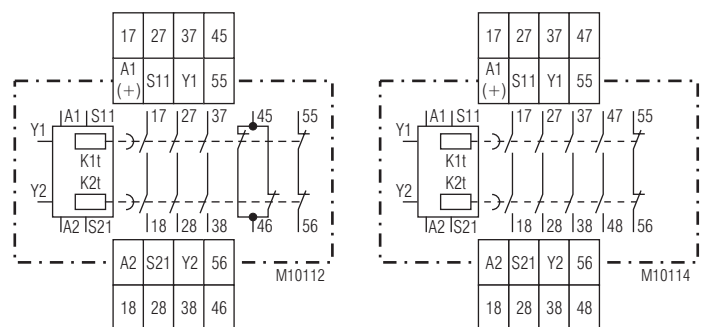 17 27 37 45
A1 (+) S11 Y1 55
A1 S11 17 27 37 45 55
Y1
K1t
K2t
Y2
A2 S21 18 28 38 46 56
A2 S21 Y2 56
M10112
18 28 38 46
17 27 37 47
A1 (+) S11 Y1 55
A1 S11 17 27 37 47 55
Y1
K1t
K2t
Y2
A2 S21 18 28 38 48 56
A2 S21 Y2 56
M10114
18 28 38 48